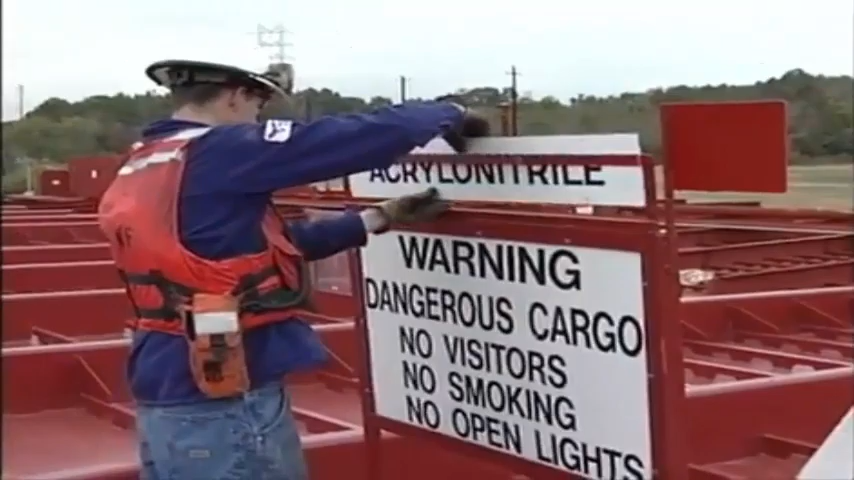 ACRYLONITRILE
WARNING
DANGEROUS CARGO
NO VISITORS
NO SMOKING
NO OPEN LIGHTS